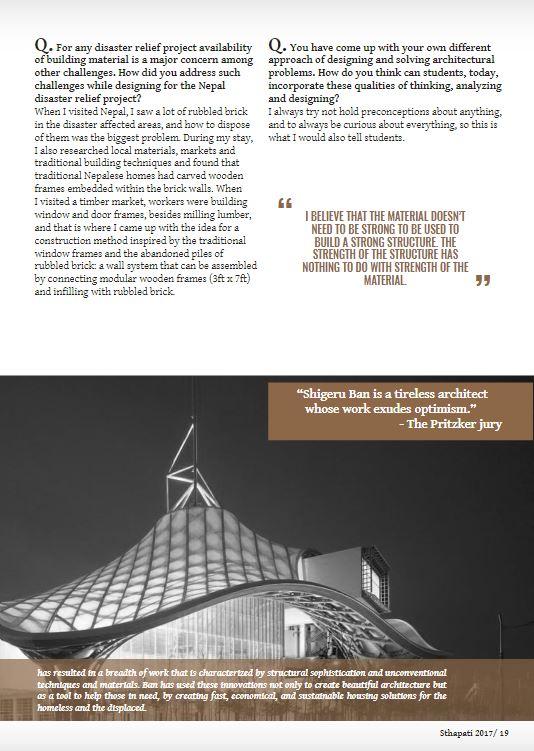 Q. For any disaster relief project availability
of building material is a major concern among
other challenges. How did you address such
challenges while designing for the Nepal
disaster relief project?
When I visited Nepal, I saw a lot of rubbled brick
in the disaster affected areas, and how to dispose
of them was the biggest problem. During my stay,
I also researched local materials, markets and
traditional building techniques and found that
traditional Nepalese homes had carved wooden
frames embedded within the brick walls. When
I visited a timber market, workers were building
window and door frames, besides milling lumber,
and that is where I came up with the idea for a
construction method inspired by the traditional
window frames and the abandoned piles of
rubbled brick: a wall system that can be assembled
by connecting modular wooden frames (3ft x 7ft)
and infilling with rubbled brick.
Q. You have come up with your own different
approach of designing and solving architectural
problems. How do you think can students, today,
incorporate these qualities of thinking, analyzing
and designing?
I always try not hold preconceptions about anything,
and to always be curious about everything, so this is
what I would also tell students.
“
I BELIEVE THAT THE MATERIAL DOESN'T
NEED TO BE STRONG TO BE USED TO
BUILD A STRONG STRUCTURE. THE
STRENGTH OF THE STRUCTURE HAS
NOTHING TO DO WITH STRENGTH OF THE
MATERIAL.
”
“Shigeru Ban is a tireless architect
whose work exudes optimism.”
- The Pritzker jury
has resulted in a breadth of work that is characterized by structural sophistication and unconventional
techniques and materials. Ban has used these innovations not only to create beautiful architecture but
as a tool to help those in need, by creating fast, economical, and sustainable housing solutions for the
homeless and the displaced.
Sthapati 2017/ 19